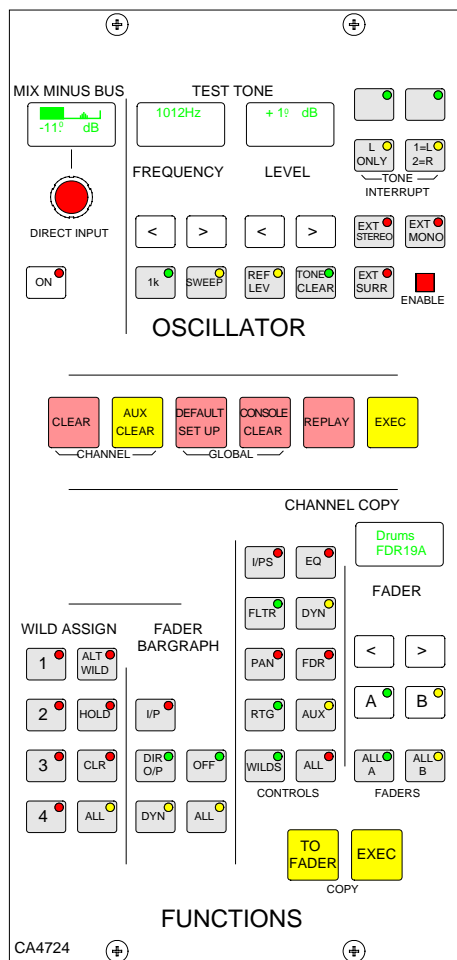 MIX MINUS BUS
TEST TONE
-11.9 dB
1012Hz
+ 1.0 dB
FREQUENCY
LEVEL
L ONLY
1=L 2=R
TONE INTERRUPT
DIRECT INPUT
<
>
<
>
EXT STEREO
EXT MONO
ON
1k
SWEEP
REF LEV
TONE CLEAR
EXT SURR
ENABLE
OSCILLATOR
CLEAR
AUX CLEAR
DEFAULT SET UP
CONSOLE CLEAR
REPLAY
EXEC
CHANNEL
GLOBAL
CHANNEL COPY
Drums
FDR19A
I/PS
EQ
FADER
FLTR
DYN
WILD ASSIGN
FADER BARGRAPH
1
ALT WILD
PAN
FDR
<
>
2
HOLD
I/P
RTG
AUX
A
B
3
CLR
DIR O/P
OFF
WILDS
ALL
ALL A
ALL B
CONTROLS
FADERS
4
ALL
DYN
ALL
TO FADER
EXEC
COPY
FUNCTIONS
CA4724